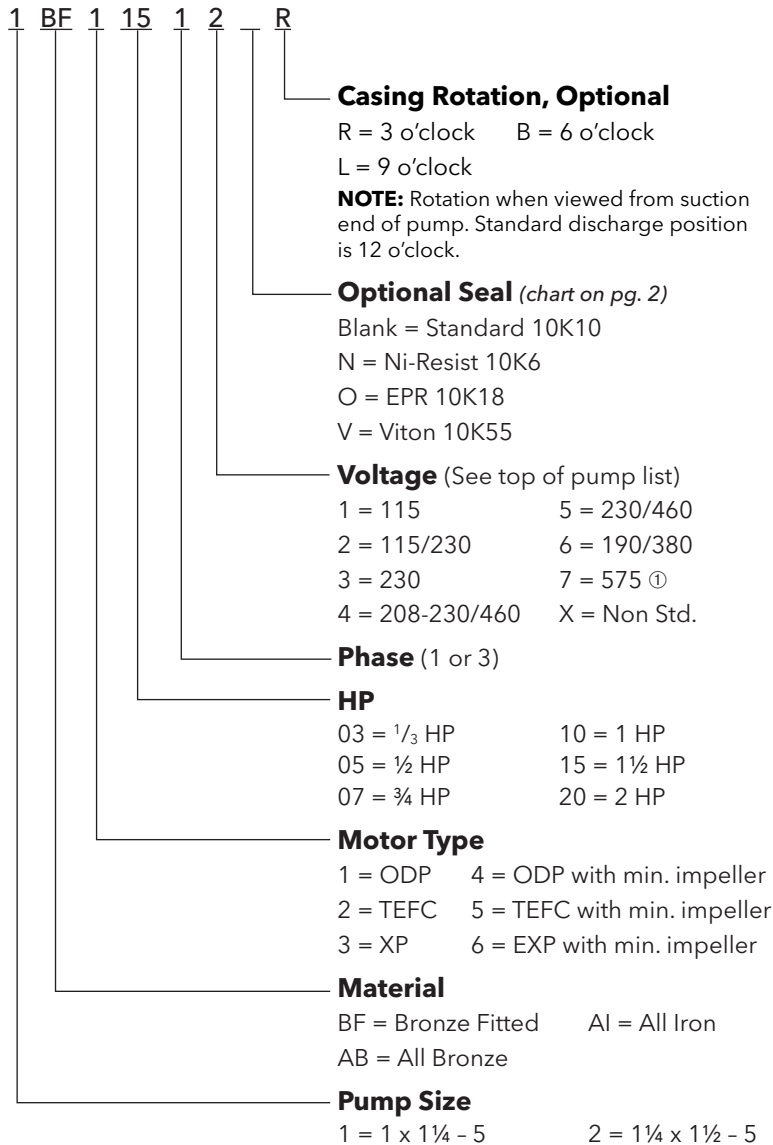 1 BF 1 15 1 2 _ R
Casing Rotation, Optional
R = 3 o’clock B = 6 o’clock
L = 9 o’clock
NOTE: Rotation when viewed from suction
end of pump. Standard discharge position
is 12 o’clock.
Optional Seal (chart on pg. 2)
Blank = Standard 10K10
N = Ni-Resist 10K6
O = EPR 10K18
V = Viton 10K55
Voltage (See top of pump list)
1 = 115 5 = 230/460
2 = 115/230 6 = 190/380
3 = 230 7 = 575 ①
4 = 208-230/460 X = Non Std.
Phase (1 or 3)
HP
03 = 1/3 HP 10 = 1 HP
05 = ½ HP 15 = 1½ HP
07 = ¾ HP 20 = 2 HP
Motor Type
1 = ODP 4 = ODP with min. impeller
2 = TEFC 5 = TEFC with min. impeller
3 = XP 6 = EXP with min. impeller
Material
BF = Bronze Fitted AI = All Iron
AB = All Bronze
Pump Size
1 = 1 x 1¼ – 5 2 = 1¼ x 1½ – 5